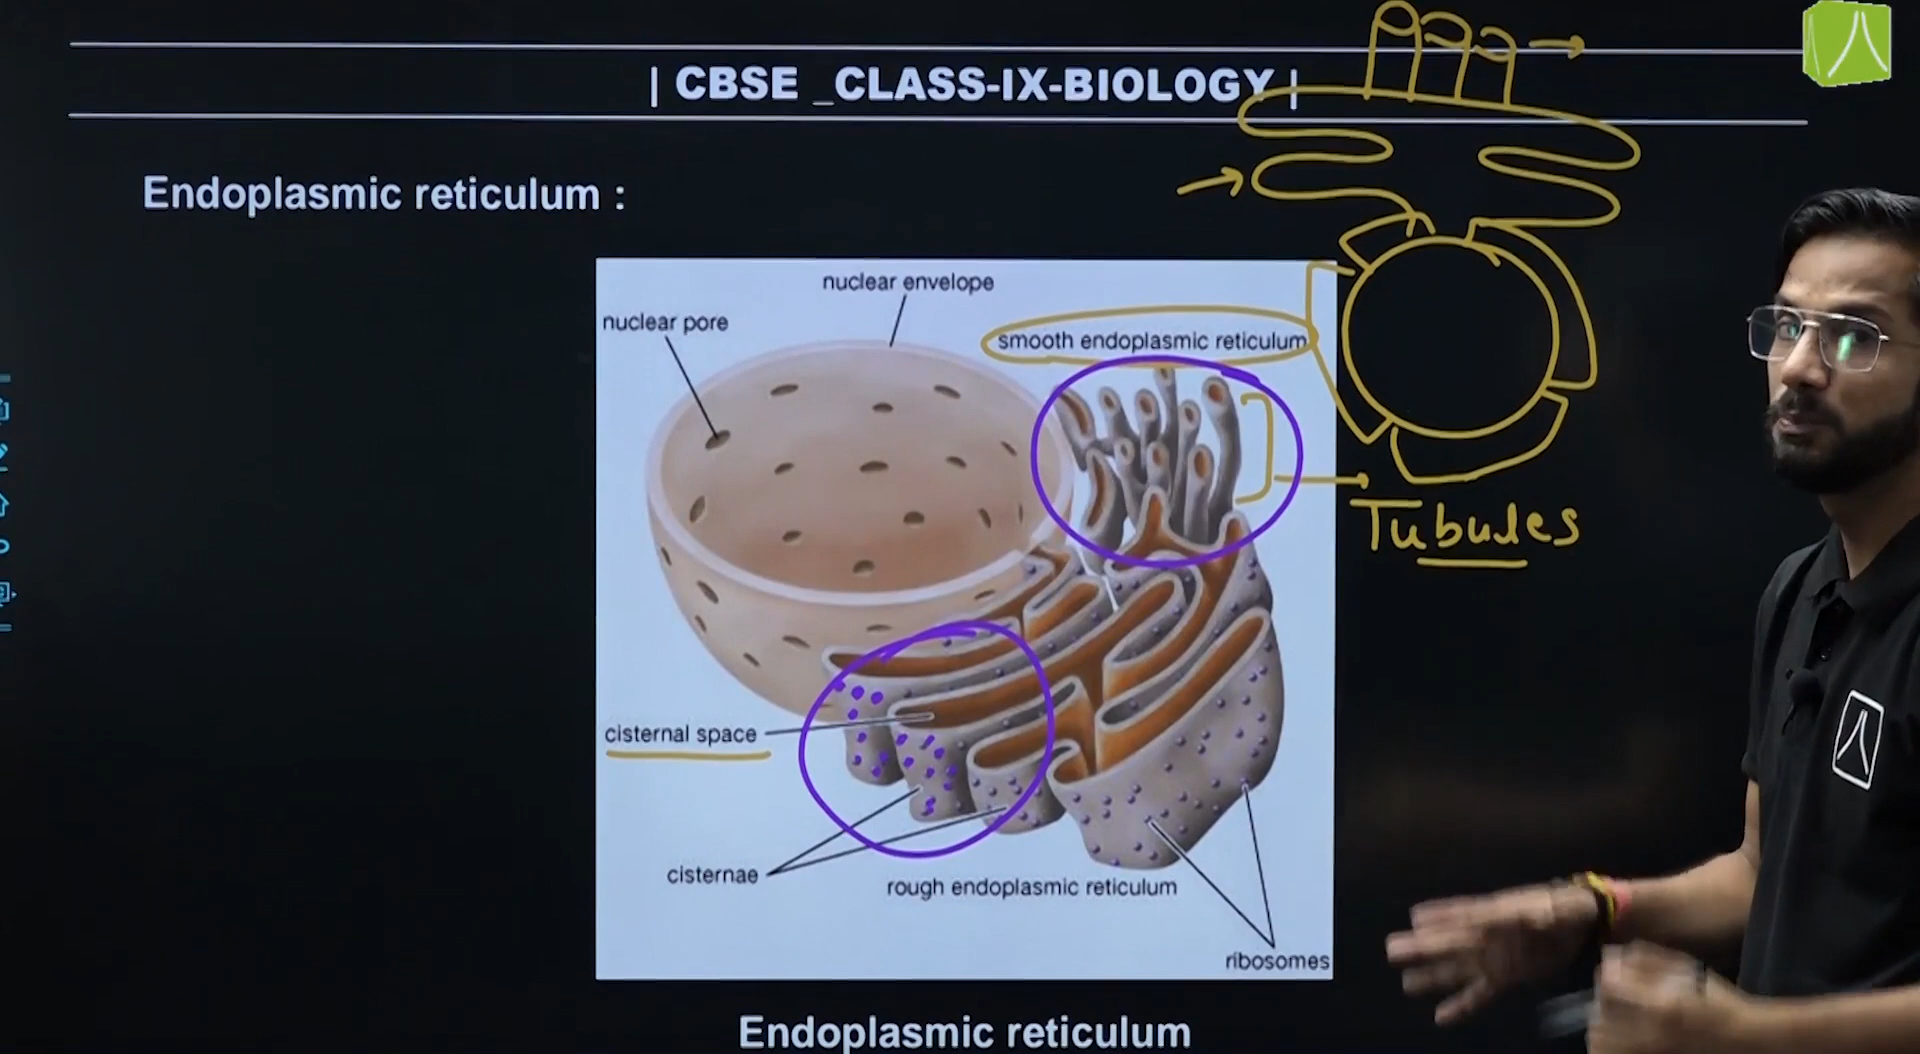 | CBSE _CLASS-IX-BIOLOGY |
Endoplasmic reticulum :
nuclear envelope
nuclear pore
smooth endoplasmic reticulum
Tubules
cisternal space
cisternae
rough endoplasmic reticulum
ribosomes
Endoplasmic reticulum